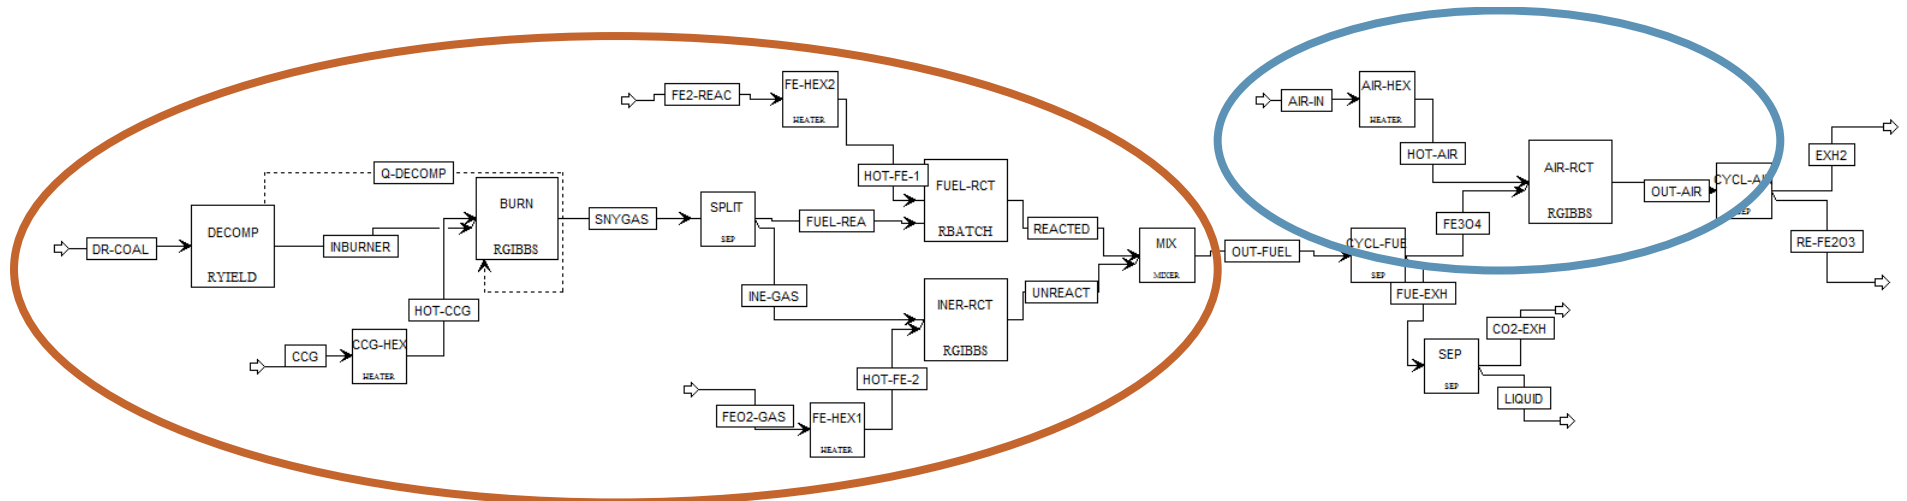 FE2-REAC
FE-HEX2
HEATER
AIR-IN
AIR-HEX
HEATER
HOT-AIR
EXH2
Q-DECOMP
HOT-FE-1
FUEL-RCT
RBATCH
AIR-RCT
RGIBBS
OUT-AIR
CYCL-AI
SEP
BURN
RGIBBS
SNYGAS
SPLIT
SEP
FUEL-REA
REACTED
FE3O4
DECOMP
RYIELD
DR-COAL
INBURNER
MIX
MIXER
OUT-FUEL
CYCL-FUE
SEP
RE-FE2O3
INE-GAS
UNREACT
FUE-EXH
HOT-CCG
INER-RCT
RGIBBS
CO2-EXH
CCG
CCG-HEX
HEATER
SEP
SEP
HOT-FE-2
LIQUID
FEO2-GAS
FE-HEX1
HEATER